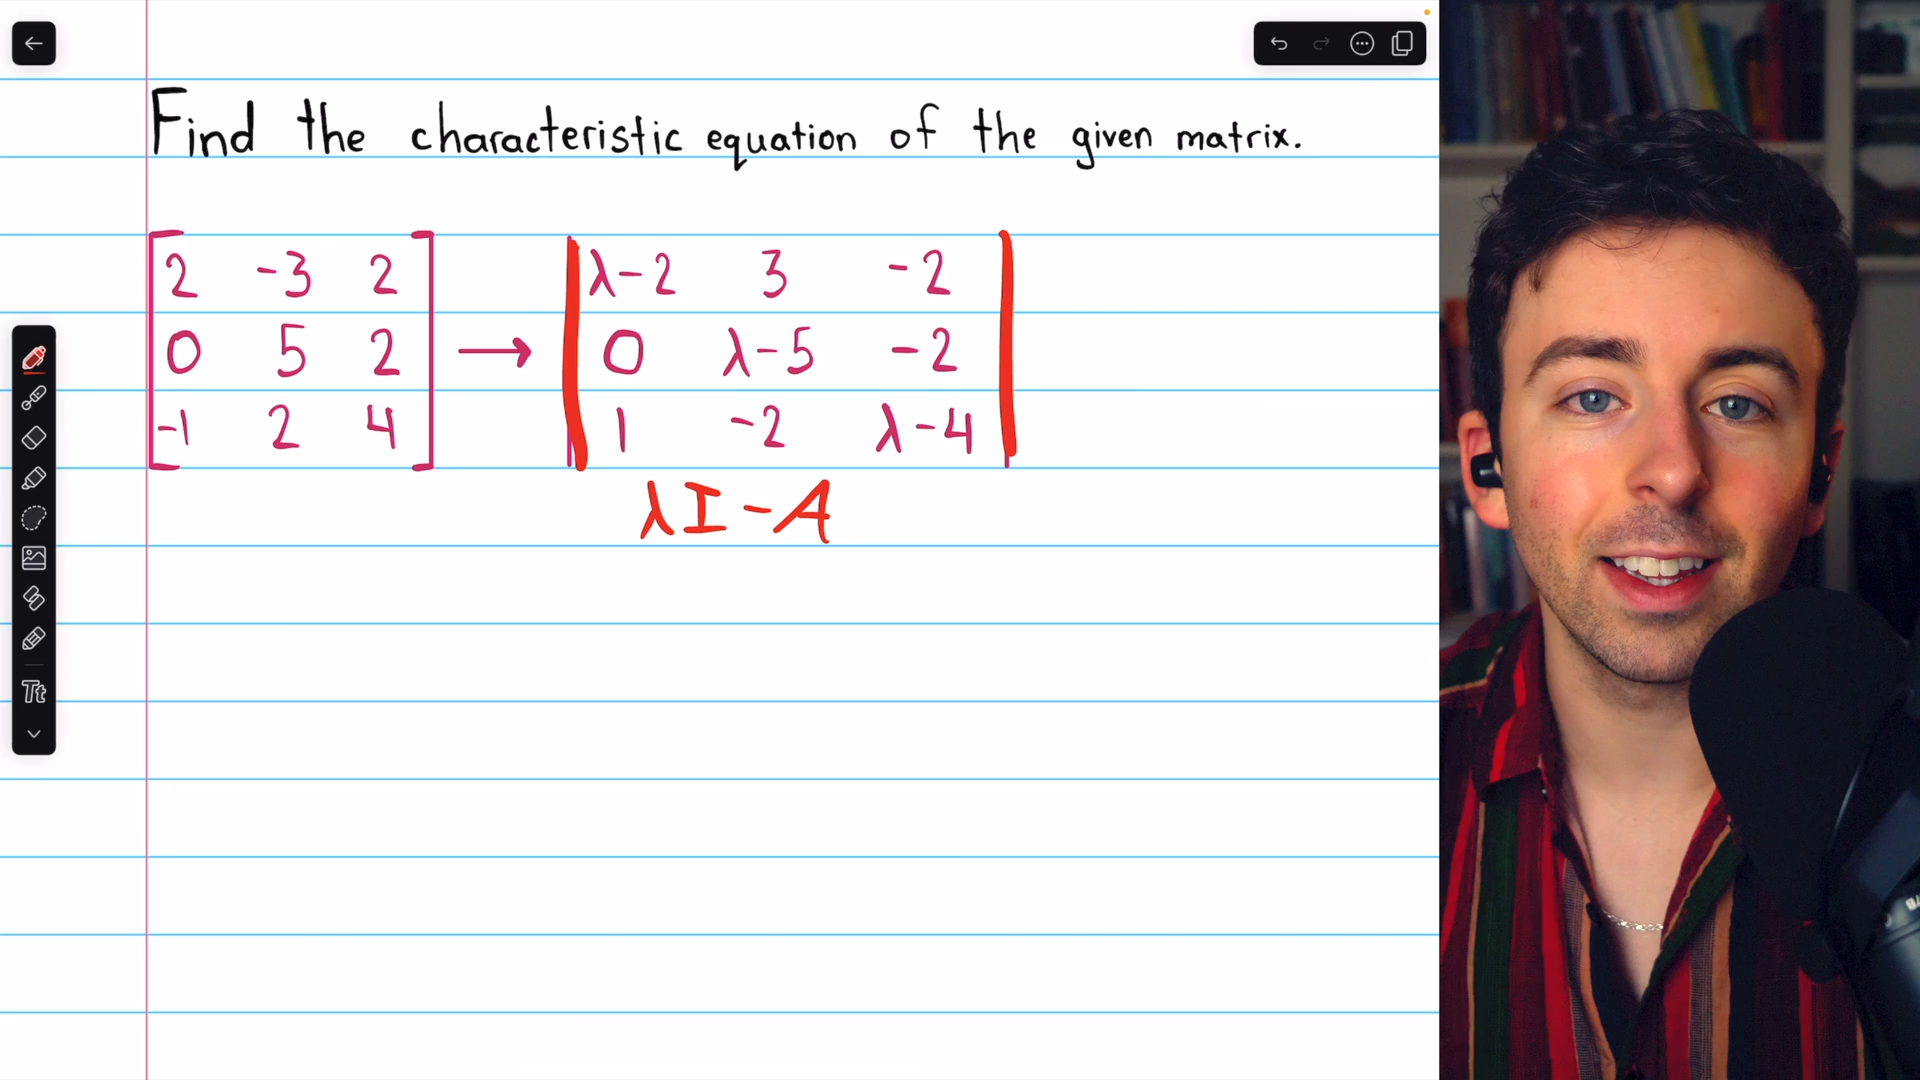 Find the characteristic equation of the given matrix.
2 -3 2
0 5 2
-1 2 4
→
λ-2 3 -2
0 λ-5 -2
1 -2 λ-4
λI-A
Tt